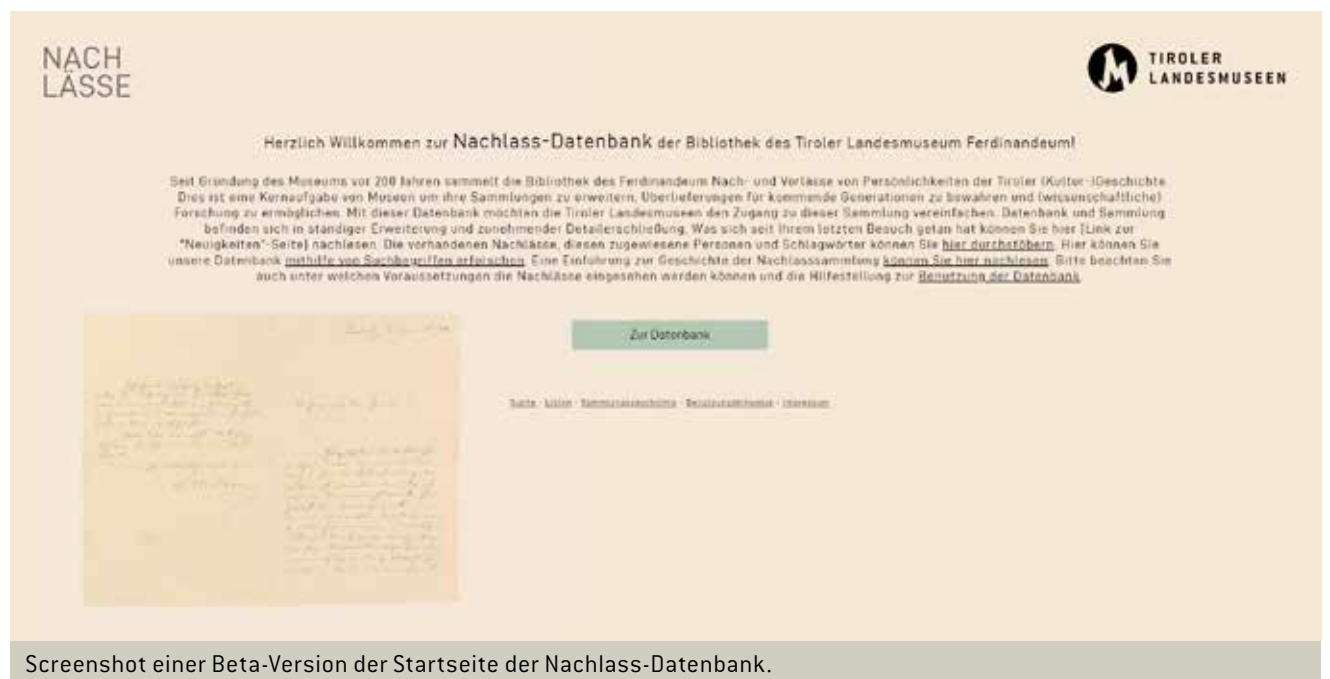 NACH
LÄSSE
TIROLER
LANDESMUSEEN
Herzlich Willkommen zur Nachlass-Datenbank der Bibliothek des Tiroler Landesmuseum Ferdinandeum!
Seit Gründung des Museums vor 200 Jahren sammelt die Bibliothek des Ferdinandeum Nach- und Vorlässe von Persönlichkeiten der Tiroler (Kultur-)Geschichte.
Dies ist eine Kernaufgabe von Museen um ihre Sammlungen zu erweitern, Überlieferungen für kommende Generationen zu bewahren und (wissenschaftliche)
Forschung zu ermöglichen. Mit dieser Datenbank möchten die Tiroler Landesmuseen den Zugang zu dieser Sammlung vereinfachen. Datenbank und Sammlung
befinden sich in ständiger Erweiterung und zunehmender Detailerschließung. Was sich seit Ihrem letzten Besuch getan hat können Sie hier [Link zur
"Neuigkeiten"-Seite] nachlesen. Die vorhandenen Nachlässe, diesen zugewiesene Personen und Schlagwörter können Sie hier durchstöbern. Hier können Sie
unsere Datenbank mithilfe von Sachbegriffen erforschen. Eine Einführung zur Geschichte der Nachlasssammlung können Sie hier nachlesen. Bitte beachten Sie
auch unter welchen Voraussetzungen die Nachlässe eingesehen werden können und die Hilfestellung zur Benutzung der Datenbank.
Zur Datenbank
Suche - Listen - Sammlungsgeschichte - Benutzungshinweise - Impressum
Screenshot einer Beta-Version der Startseite der Nachlass-Datenbank.